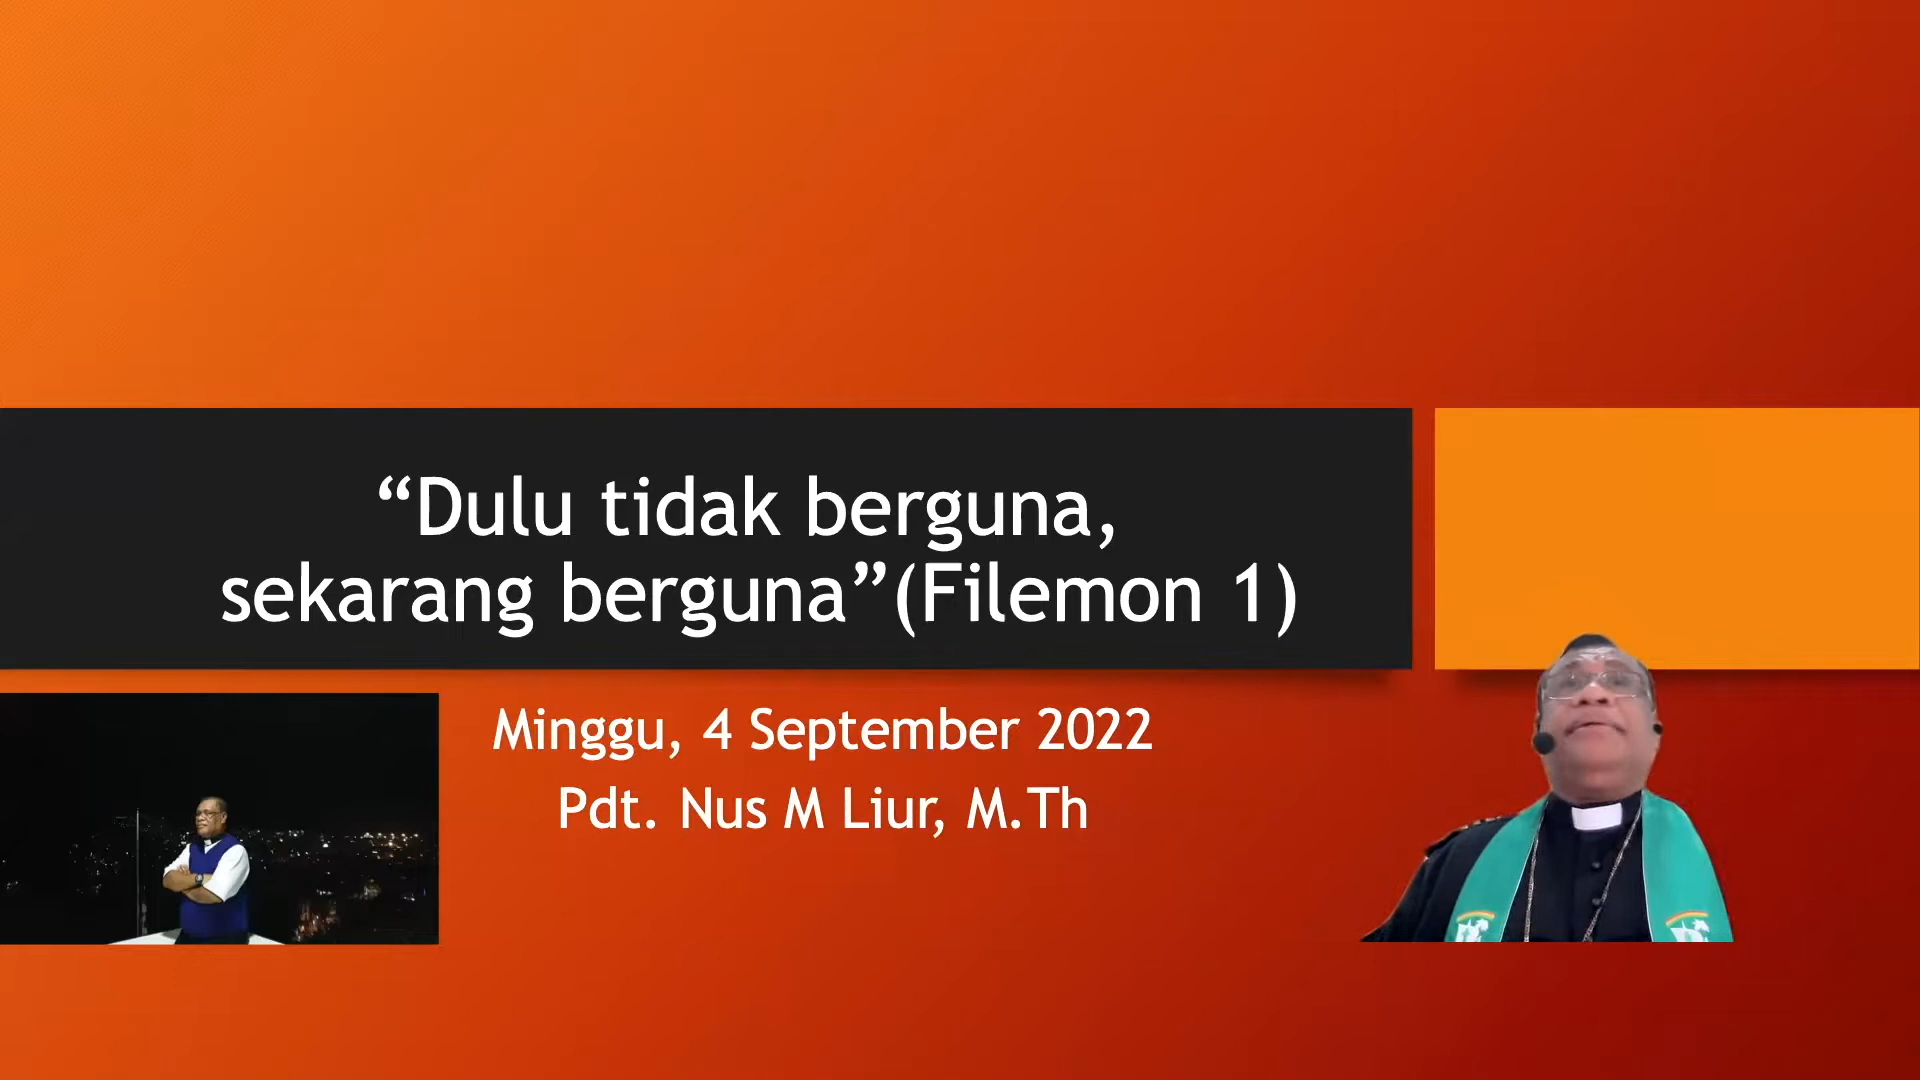 “Dulu tidak berguna,
sekarang berguna”(Filemon 1)
Minggu, 4 September 2022
Pdt. Nus M Liur, M.Th